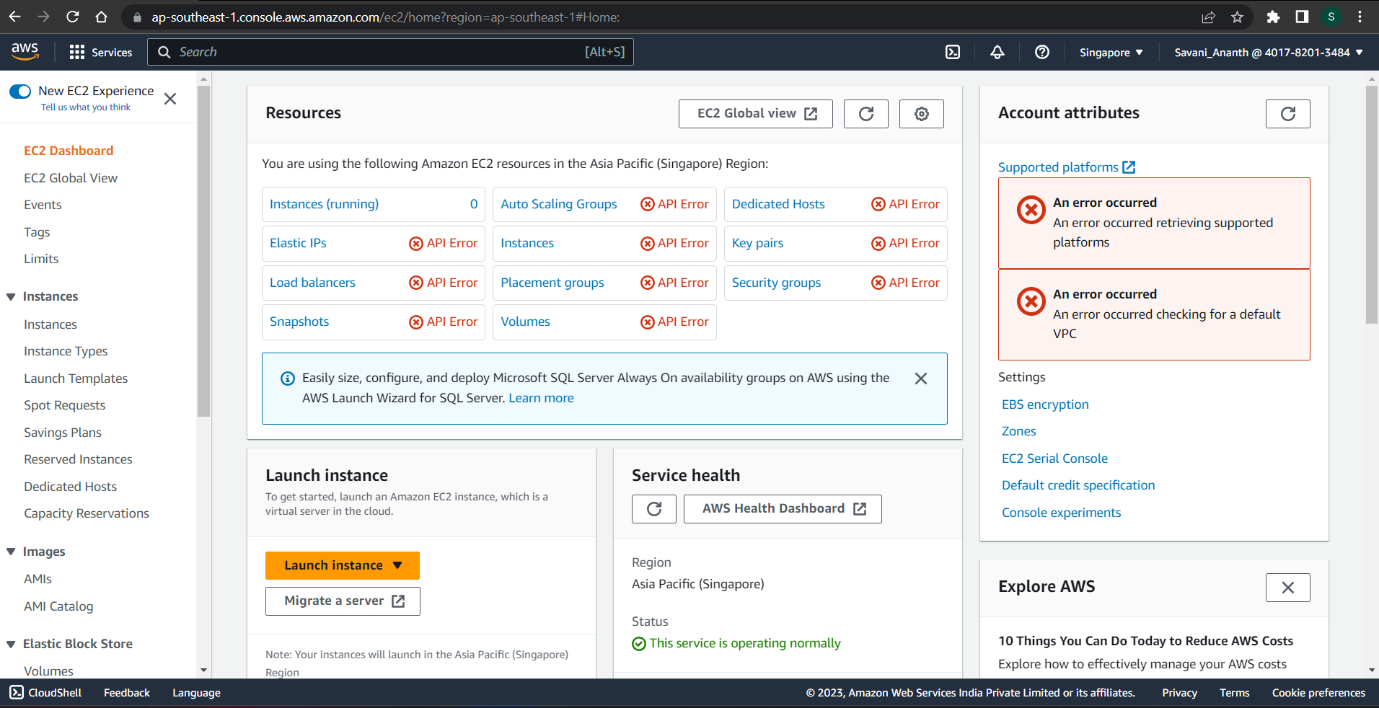 ap-southeast-1.console.aws.amazon.com/ec2/home?region=ap-southeast-1#Home:
S
aws
Services
Search
[Alt+S]
Singapore
Savani_Ananth @ 4017-8201-3484
New EC2 Experience
Tell us what you think
EC2 Dashboard
EC2 Global View
Events
Tags
Limits
Instances
Instances
Instance Types
Launch Templates
Spot Requests
Savings Plans
Reserved Instances
Dedicated Hosts
Capacity Reservations
Images
AMIs
AMI Catalog
Elastic Block Store
Volumes
Resources
EC2 Global view
You are using the following Amazon EC2 resources in the Asia Pacific (Singapore) Region:
Instances (running) 0
Auto Scaling Groups API Error
Dedicated Hosts API Error
Elastic IPs API Error
Instances API Error
Key pairs API Error
Load balancers API Error
Placement groups API Error
Security groups API Error
Snapshots API Error
Volumes API Error
Easily size, configure, and deploy Microsoft SQL Server Always On availability groups on AWS using the
AWS Launch Wizard for SQL Server. Learn more
Launch instance
To get started, launch an Amazon EC2 instance, which is a
virtual server in the cloud.
Launch instance
Migrate a server
Note: Your instances will launch in the Asia Pacific (Singapore)
Region
Service health
AWS Health Dashboard
Region
Asia Pacific (Singapore)
Status
This service is operating normally
Account attributes
Supported platforms
An error occurred
An error occurred retrieving supported
platforms
An error occurred
An error occurred checking for a default
VPC
Settings
EBS encryption
Zones
EC2 Serial Console
Default credit specification
Console experiments
Explore AWS
10 Things You Can Do Today to Reduce AWS Costs
Explore how to effectively manage your AWS costs
CloudShell
Feedback
Language
© 2023, Amazon Web Services India Private Limited or its affiliates.
Privacy
Terms
Cookie preferences